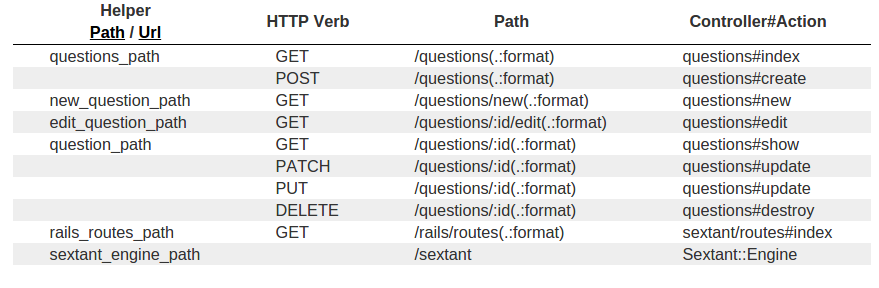 Helper HTTP Verb Path Controller#Action
Path / Url
questions_path GET /questions(.:format) questions#index
POST /questions(.:format) questions#create
new_question_path GET /questions/new(.:format) questions#new
edit_question_path GET /questions/:id/edit(.:format) questions#edit
question_path GET /questions/:id(.:format) questions#show
PATCH /questions/:id(.:format) questions#update
PUT /questions/:id(.:format) questions#update
DELETE /questions/:id(.:format) questions#destroy
rails_routes_path GET /rails/routes(.:format) sextant/routes#index
sextant_engine_path /sextant Sextant::Engine